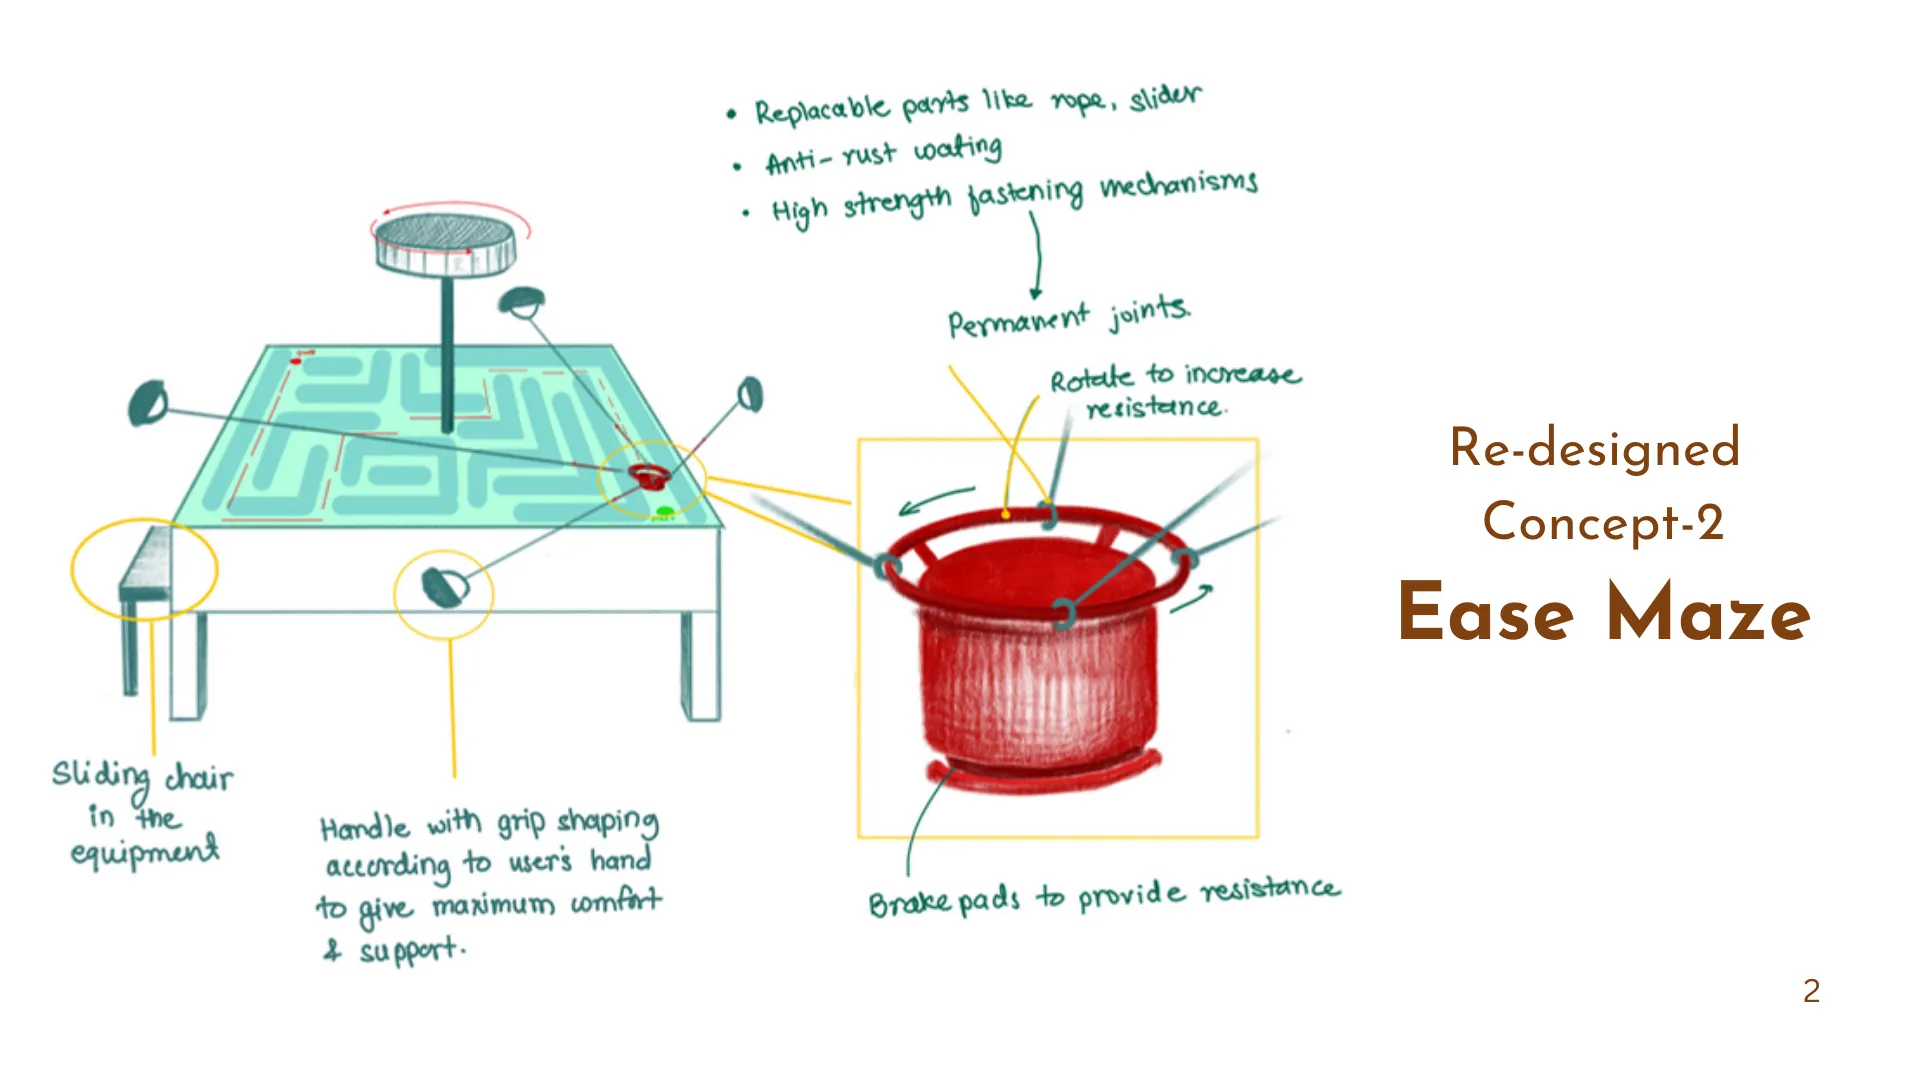 • Replacable parts like rope, slider
• Anti-rust coating
• High strength fastening mechanisms
Permanent joints.
Rotate to increase
resistance.
Re-designed
Concept-2
Ease Maze
Sliding chair
in the
equipment
Handle with grip shaping
according to user's hand
to give maximum comfort
& support.
Brake pads to provide resistance
2